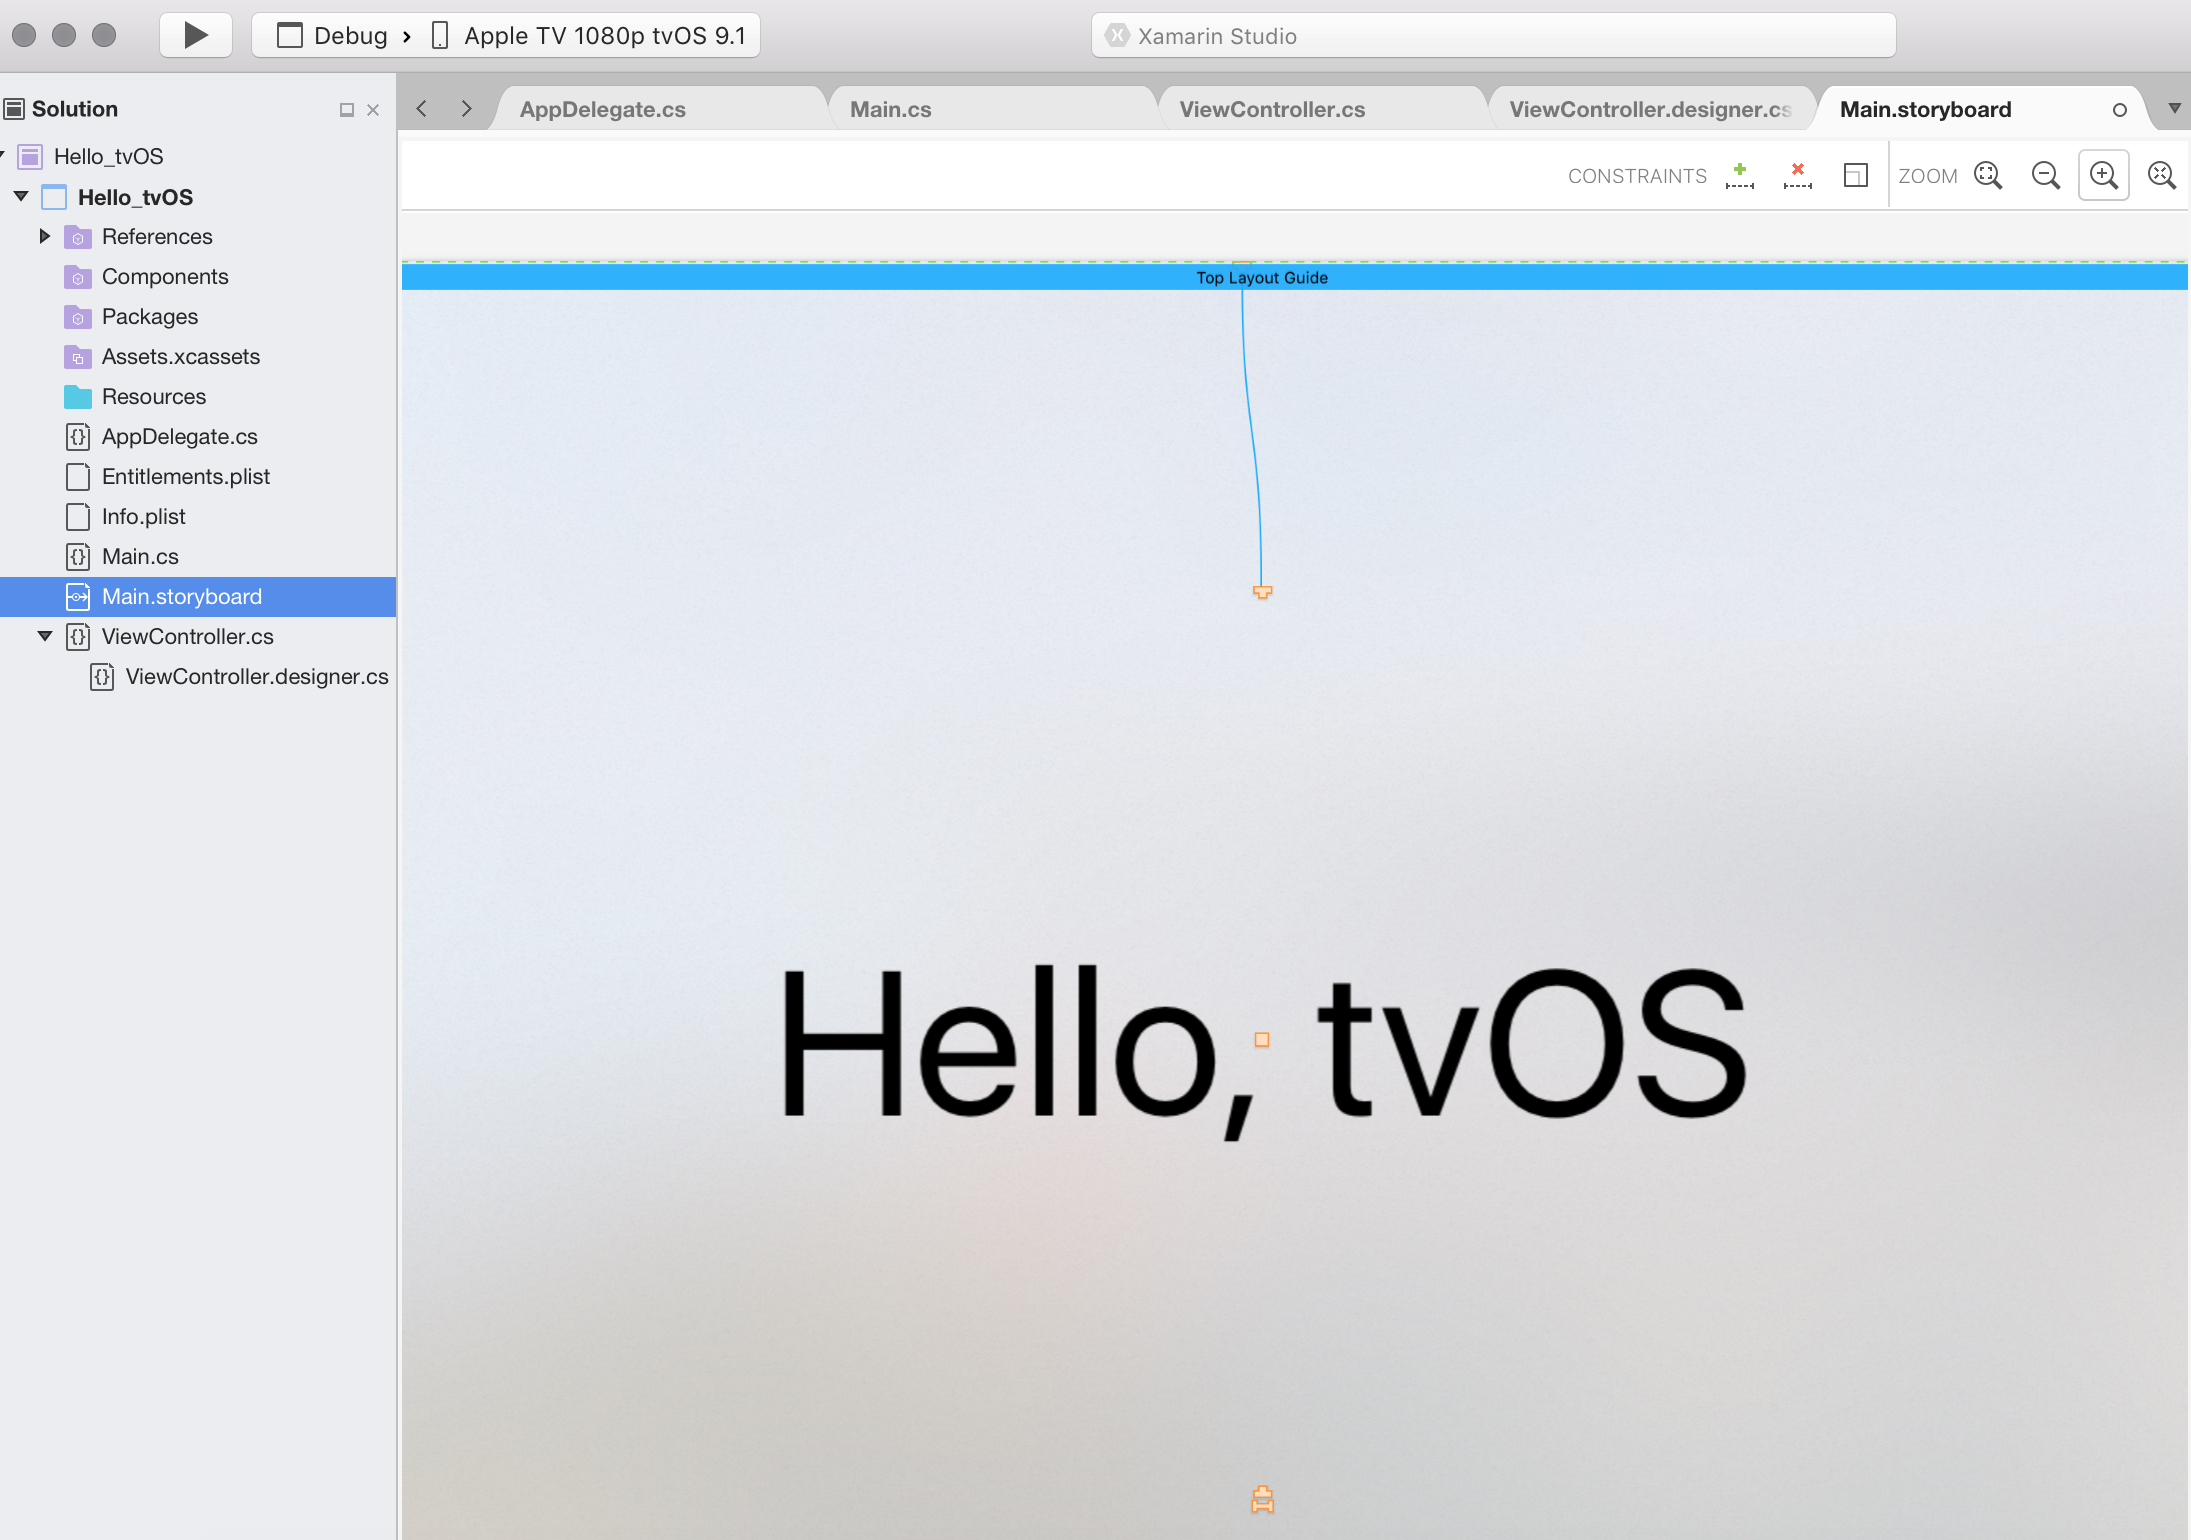 Debug
Apple TV 1080p tvOS 9.1
Xamarin Studio
Solution
AppDelegate.cs
Main.cs
ViewController.cs
ViewController.designer.cs
Main.storyboard
CONSTRAINTS
ZOOM
Hello_tvOS
Hello_tvOS
References
Components
Packages
Assets.xcassets
Resources
AppDelegate.cs
Entitlements.plist
Info.plist
Main.cs
Main.storyboard
ViewController.cs
ViewController.designer.cs
Top Layout Guide
Hello, tvOS